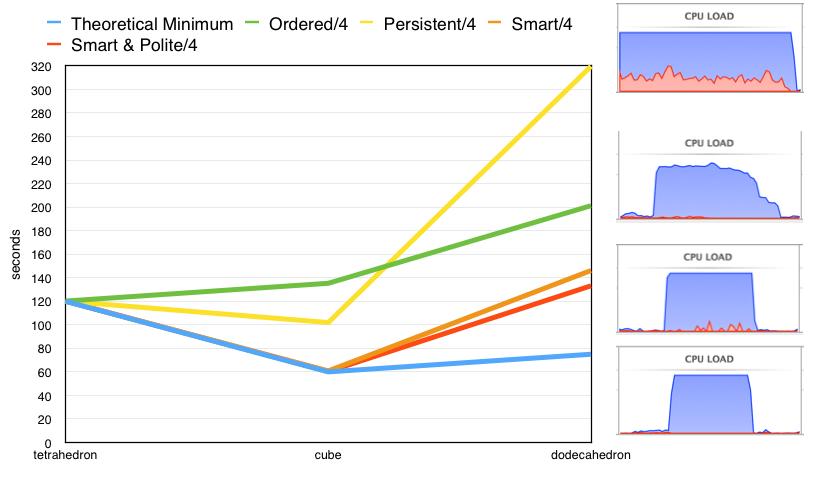 Theoretical Minimum Ordered/4 Persistent/4 Smart/4
Smart & Polite/4
320
300
280
260
240
220
200
180
160
140
120
100
80
60
40
20
0
seconds
tetrahedron cube dodecahedron
CPU LOAD
CPU LOAD
CPU LOAD
CPU LOAD